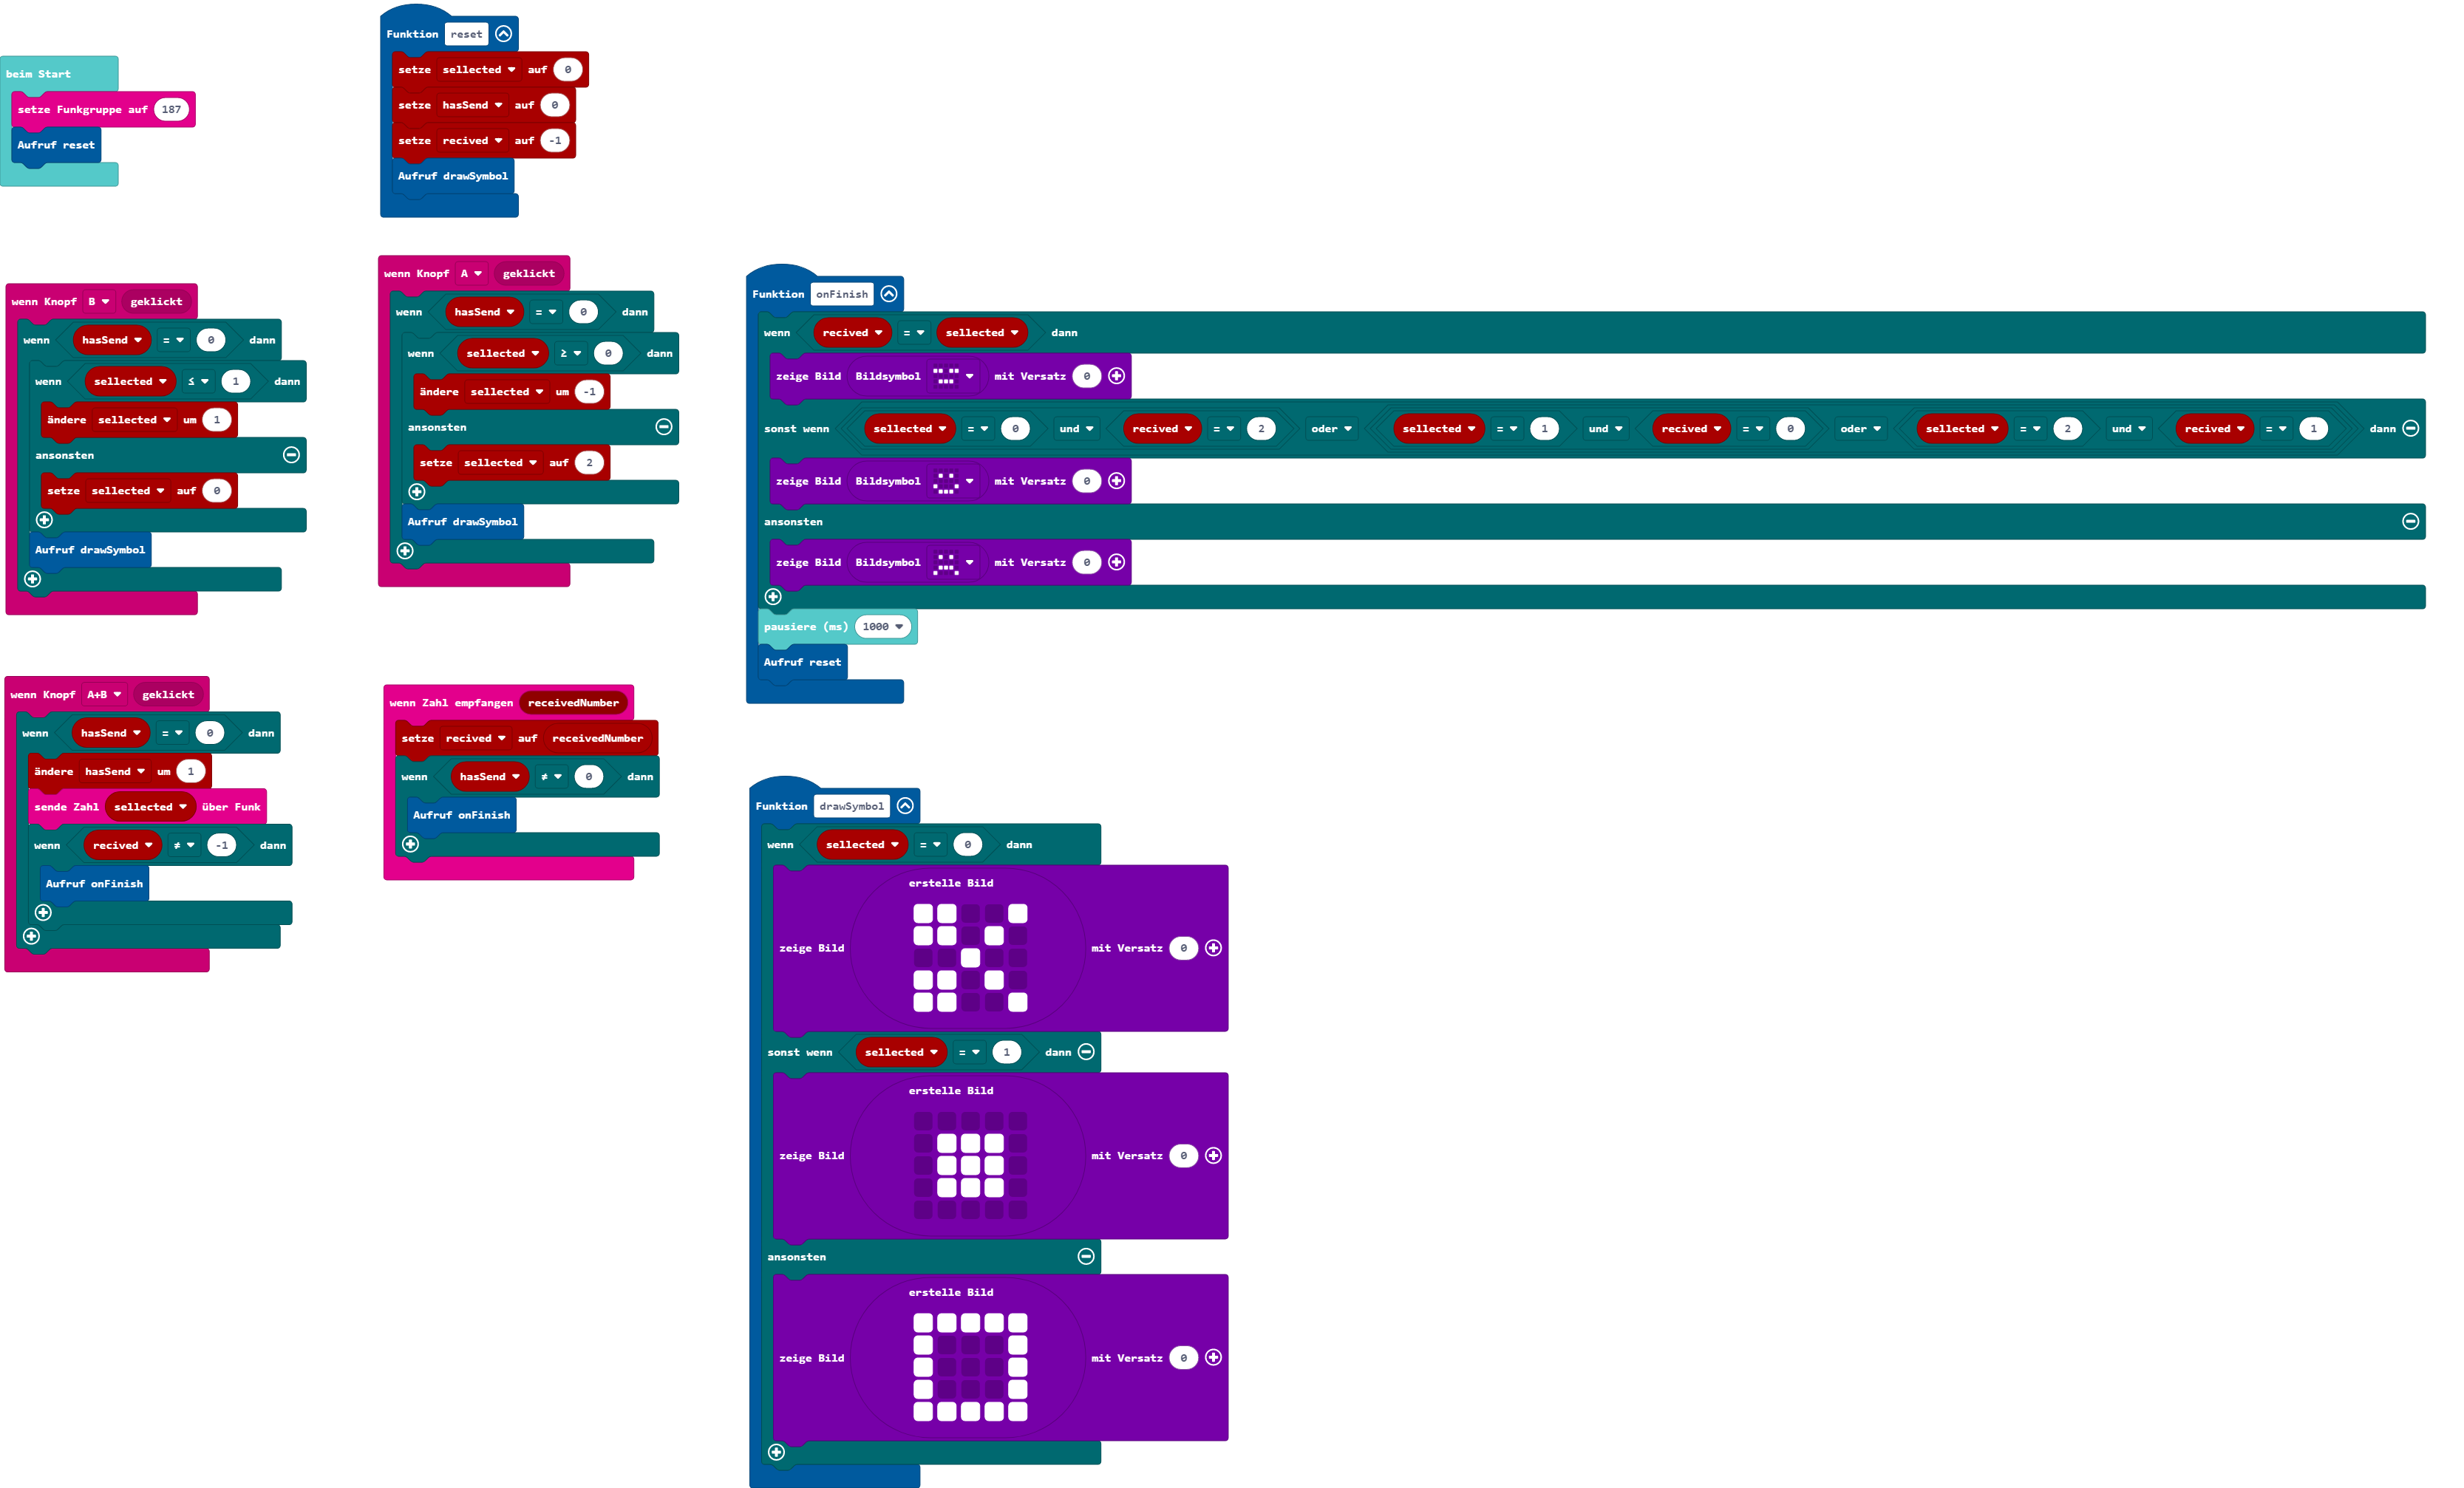 beim Start
setze Funkgruppe auf 187
Aufruf reset
Funktion reset
setze sellected auf 0
setze hasSend auf 0
setze recived auf -1
Aufruf drawSymbol
wenn Knopf B geklickt
wenn hasSend = 0 dann
wenn sellected ≤ 1 dann
ändere sellected um 1
ansonsten
setze sellected auf 0
Aufruf drawSymbol
wenn Knopf A geklickt
wenn hasSend = 0 dann
wenn sellected ≥ 0 dann
ändere sellected um -1
ansonsten
setze sellected auf 2
Aufruf drawSymbol
Funktion onFinish
wenn recived = sellected dann
zeige Bild Bildsymbol mit Versatz 0
sonst wenn sellected = 0 und recived = 2 oder sellected = 1 und recived = 0 oder sellected = 2 und recived = 1 dann
zeige Bild Bildsymbol mit Versatz 0
ansonsten
zeige Bild Bildsymbol mit Versatz 0
pausiere (ms) 1000
Aufruf reset
wenn Knopf A+B geklickt
wenn hasSend = 0 dann
ändere hasSend um 1
sende Zahl sellected über Funk
wenn recived ≠ -1 dann
Aufruf onFinish
wenn Zahl empfangen receivedNumber
setze recived auf receivedNumber
wenn hasSend ≠ 0 dann
Aufruf onFinish
Funktion drawSymbol
wenn sellected = 0 dann
erstelle Bild
zeige Bild mit Versatz 0
sonst wenn sellected = 1 dann
erstelle Bild
zeige Bild mit Versatz 0
ansonsten
erstelle Bild
zeige Bild mit Versatz 0